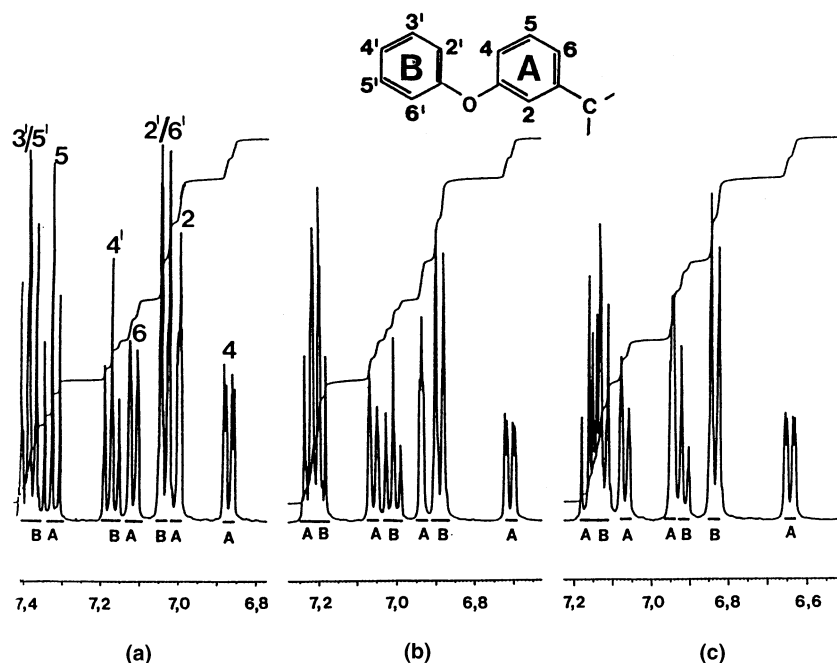 3' 5
4' 2' 4 6
B A
5' 6' O 2 C
3'/5' 5 2'/6'
4' 2
6 4
B A B A B A A
A B A B A B A
A B A A B B A
7,4 7,2 7,0 6,8
7,2 7,0 6,8
7,2 7,0 6,8 6,6
(a) (b) (c)